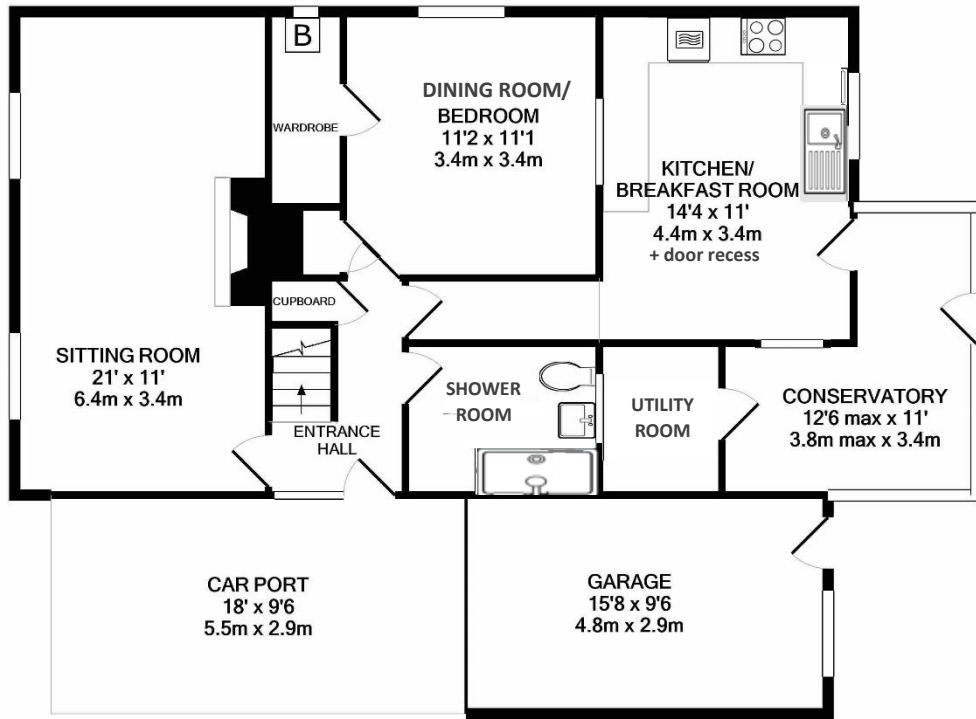 B
WARDROBE
DINING ROOM/
BEDROOM
11'2 x 11'1
3.4m x 3.4m
KITCHEN/
BREAKFAST ROOM
14'4 x 11'
4.4m x 3.4m
+ door recess
CUPBOARD
SITTING ROOM
21' x 11'
6.4m x 3.4m
ENTRANCE
HALL
SHOWER
ROOM
UTILITY
ROOM
CONSERVATORY
12'6 max x 11'
3.8m max x 3.4m
CAR PORT
18' x 9'6
5.5m x 2.9m
GARAGE
15'8 x 9'6
4.8m x 2.9m